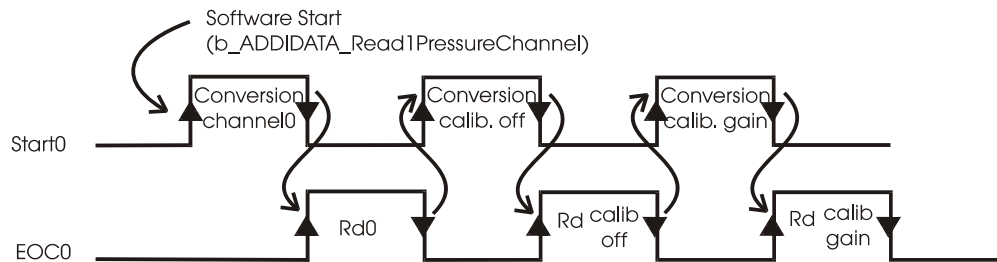 Software Start
(b_ADDIDATA_Read1PressureChannel)
Conversion
channel0
Conversion
calib. off
Conversion
calib. gain
Start0
Rd0
Rd calib
off
Rd calib
gain
EOC0